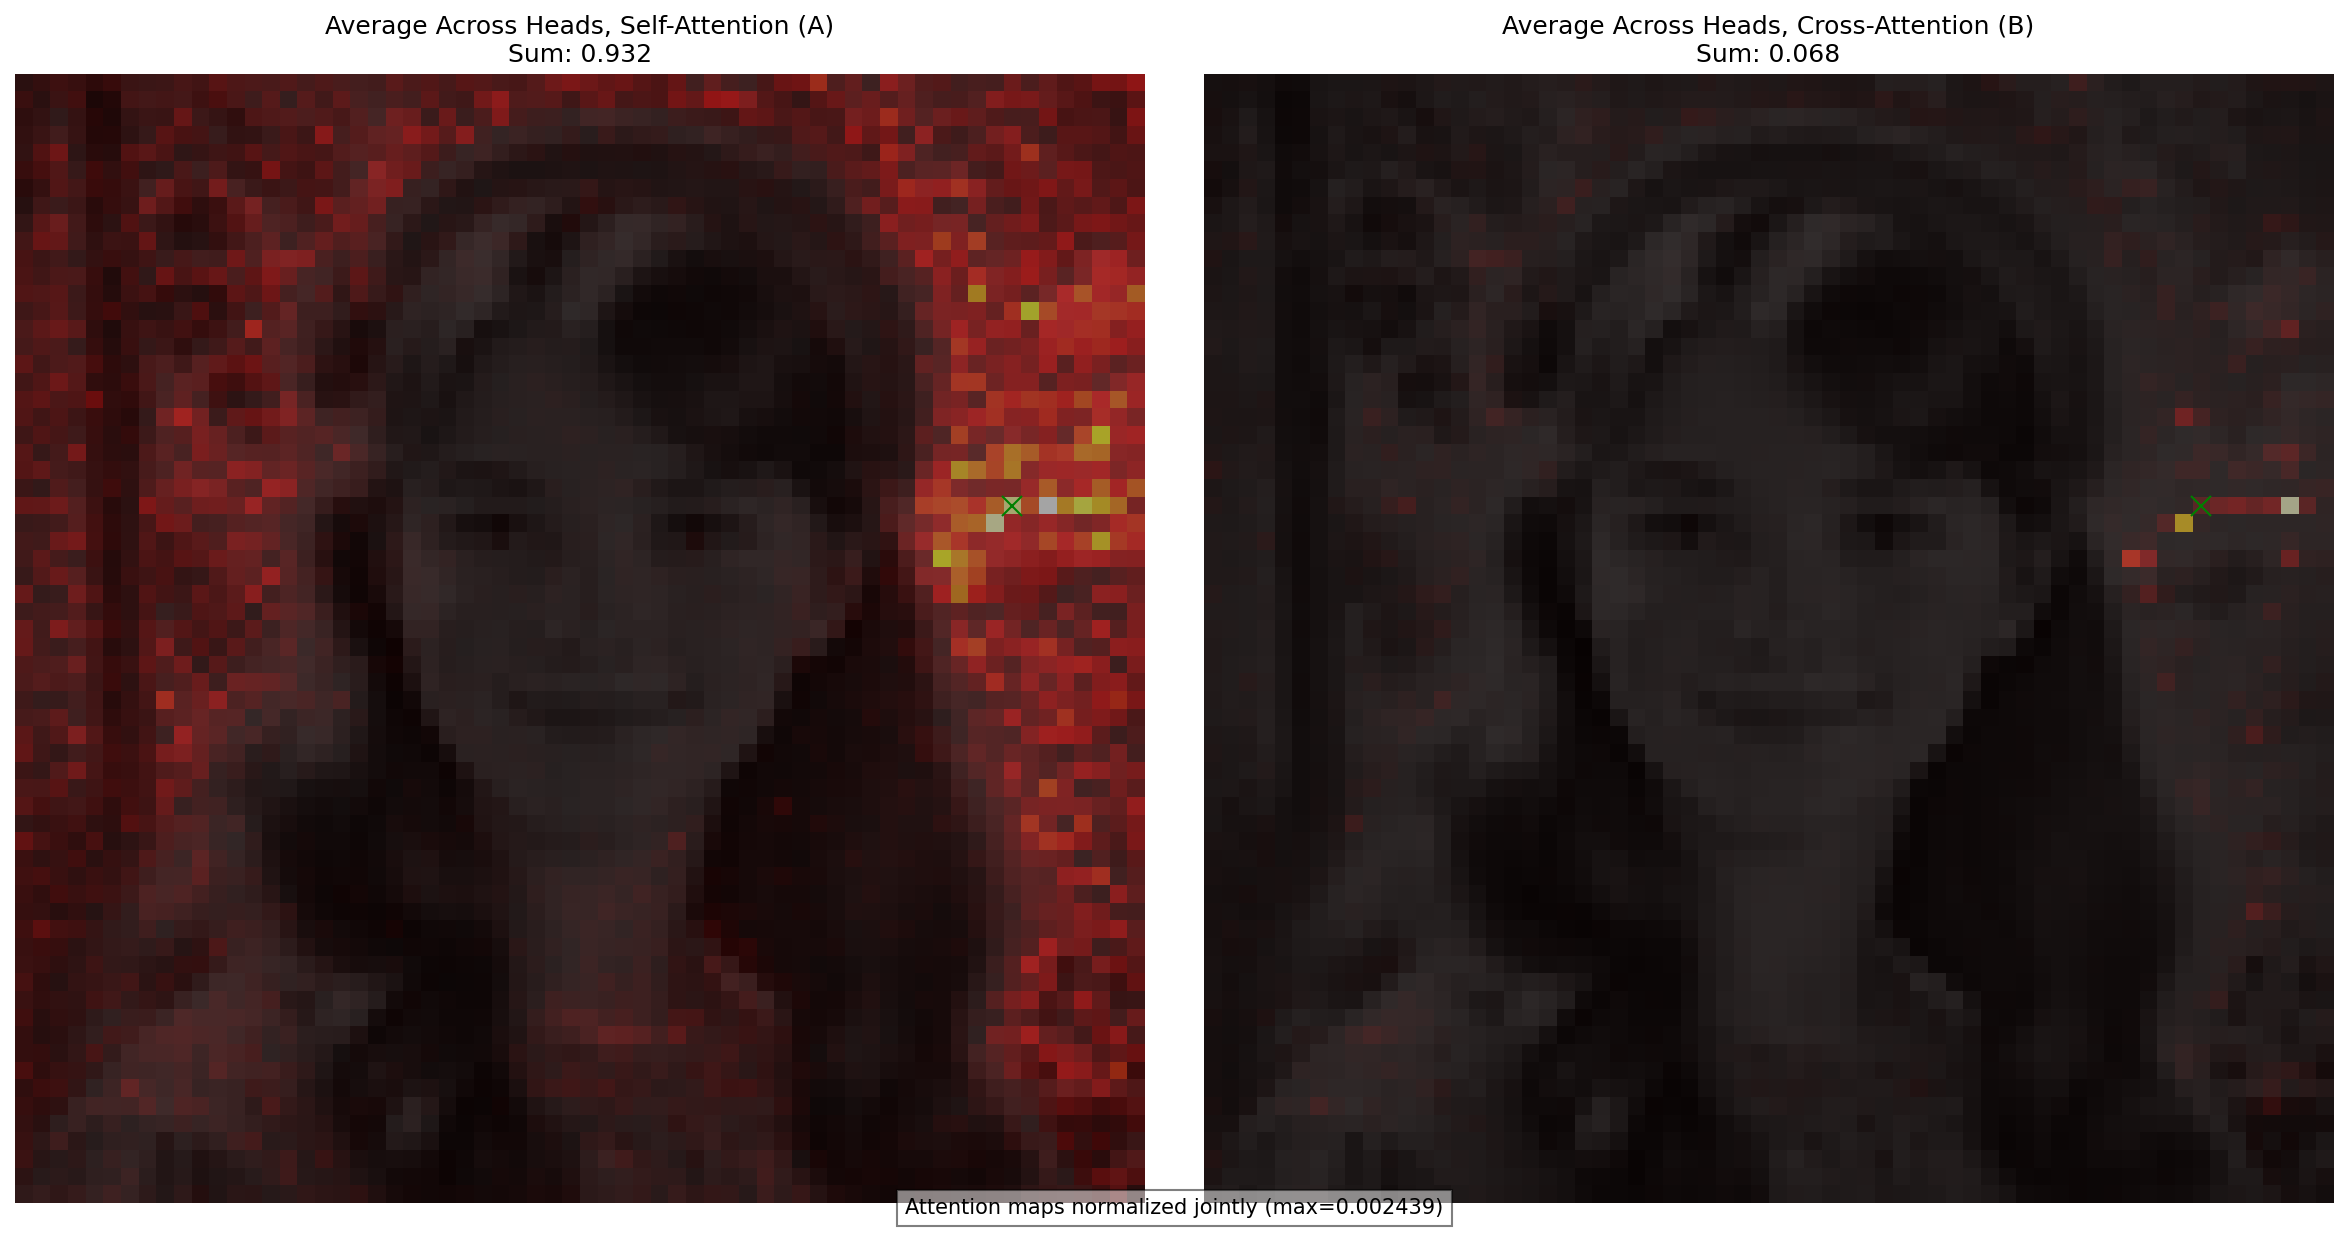 Average Across Heads, Self-Attention (A)
Sum: 0.932
Average Across Heads, Cross-Attention (B)
Sum: 0.068
Attention maps normalized jointly (max=0.002439)